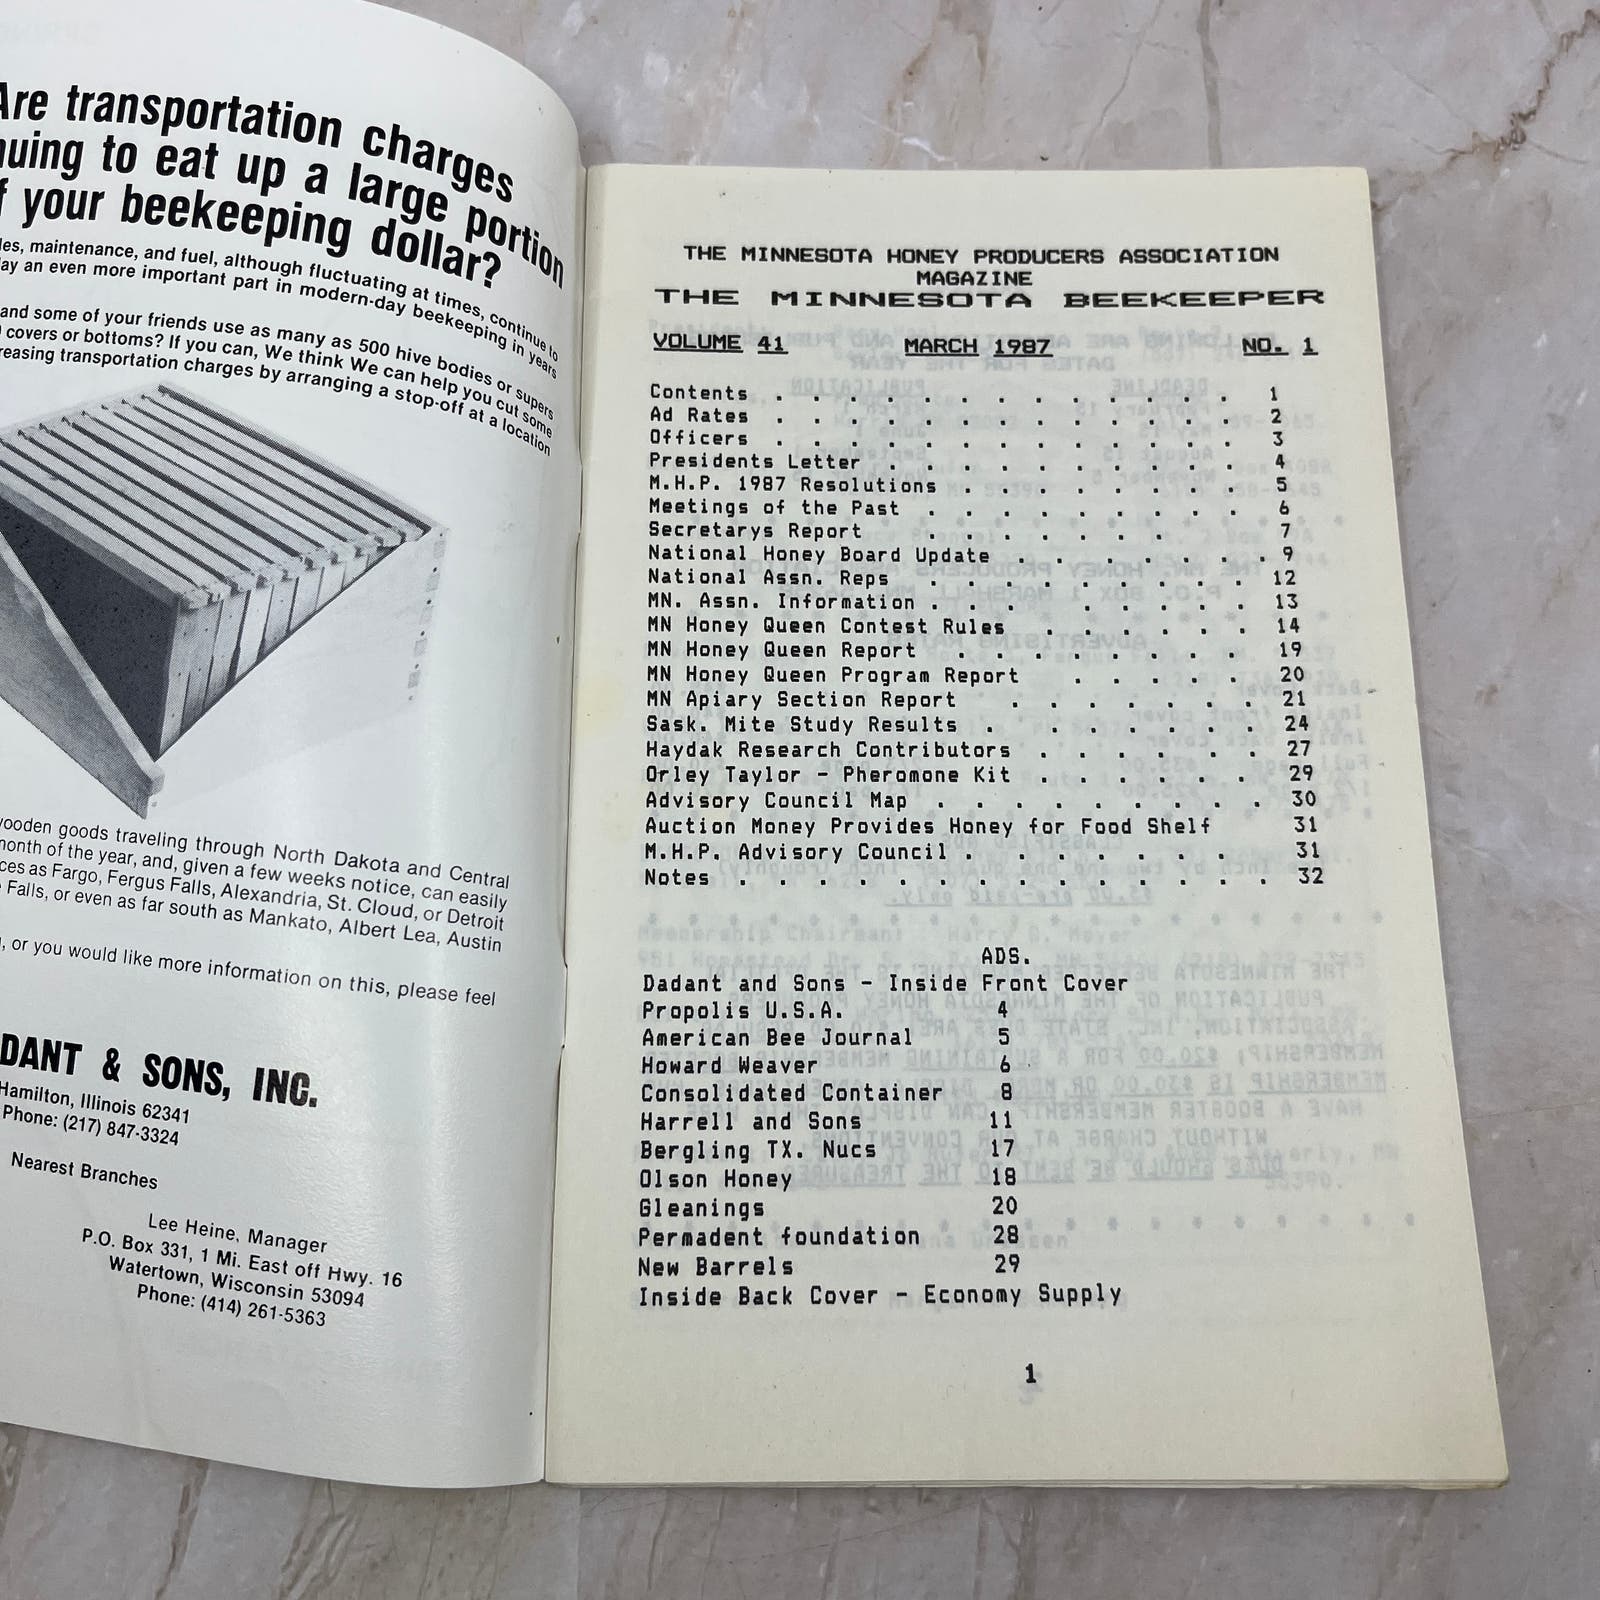 Are transportation charges
to eat up a large portion
your beekeeping dollar?
maintenance, and fuel, although fluctuating at times, continue to
an even more important part in modern-day beekeeping in years
and some of your friends use as many as 500 hive bodies or supers
covers or bottoms? If you can, We think We can help you cut some
transportation charges by arranging a stop-off at a location
goods traveling through North Dakota and Central
month of the year, and, given a few weeks notice, can easily
as Fargo, Fergus Falls, Alexandria, St. Cloud, or Detroit
Falls, or even as far south as Mankato, Albert Lea, Austin
or you would like more information on this, please feel
DANT & SONS, INC.
Hamilton, Illinois 62341
Phone: (217) 847-3324
Nearest Branches
Lee Heine, Manager
P.O. Box 331, 1 Mi. East off Hwy. 16
Watertown, Wisconsin 53094
Phone: (414) 261-5363
THE MINNESOTA HONEY PRODUCERS ASSOCIATION
MAGAZINE
THE MINNESOTA BEEKEEPER
VOLUME 41 MARCH 1987 NO. 1
Contents . . . . . . . . . . . . . 1
Ad Rates . . . . . . . . . . . . . 2
Officers . . . . . . . . . . . . . 3
Presidents Letter . . . . . . . . . . 4
M.H.P. 1987 Resolutions . . . . . . . . 5
Meetings of the Past . . . . . . . . . 6
Secretarys Report . . . . . . . 7
National Honey Board Update . . . . . . . 9
National Assn. Reps . . . . . . . . . 12
MN. Assn. Information . . . . . . . . 13
MN Honey Queen Contest Rules . . . . . . 14
MN Honey Queen Report . . . . . . . . 19
MN Honey Queen Program Report . . . . . 20
MN Apiary Section Report . . . . . . . 21
Sask. Mite Study Results . . . . . . . 24
Haydak Research Contributors . . . . . . 27
Orley Taylor - Pheromone Kit . . . . . . 29
Advisory Council Map . . . . . . . . . 30
Auction Money Provides Honey for Food Shelf 31
M.H.P. Advisory Council . . . . . . . 31
Notes . . . . . . . . . . . . . . 32
ADS.
Dadant and Sons - Inside Front Cover
Propolis U.S.A. 4
American Bee Journal 5
Howard Weaver 6
Consolidated Container 8
Harrell and Sons 11
Bergling TX. Nucs 17
Olson Honey 18
Gleanings 20
Permadent foundation 28
New Barrels 29
Inside Back Cover - Economy Supply
1